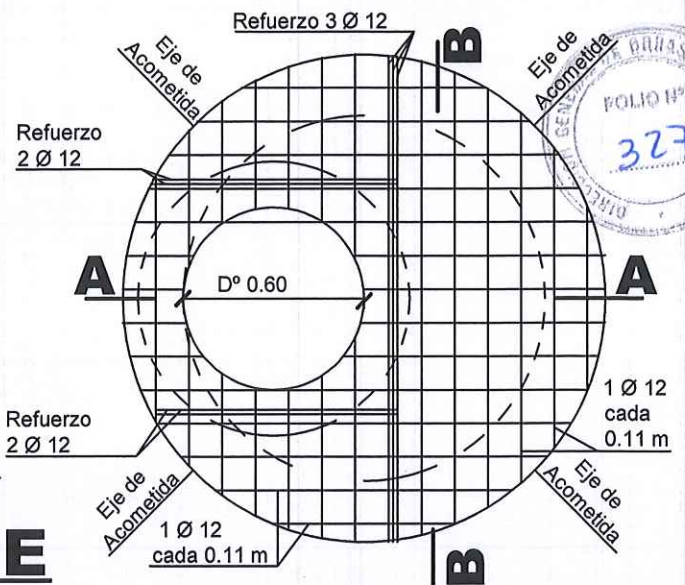 Refuerzo 3 Ø 12
B
Eje de
Acometida
Eje de
Acometida
FOLIO Nº
327
Refuerzo
2 Ø 12
A
Dº 0.60
A
1 Ø 12
cada
0.11 m
Refuerzo
2 Ø 12
Eje de
Acometida
1 Ø 12
cada 0.11 m
Eje de
Acometida
E
B